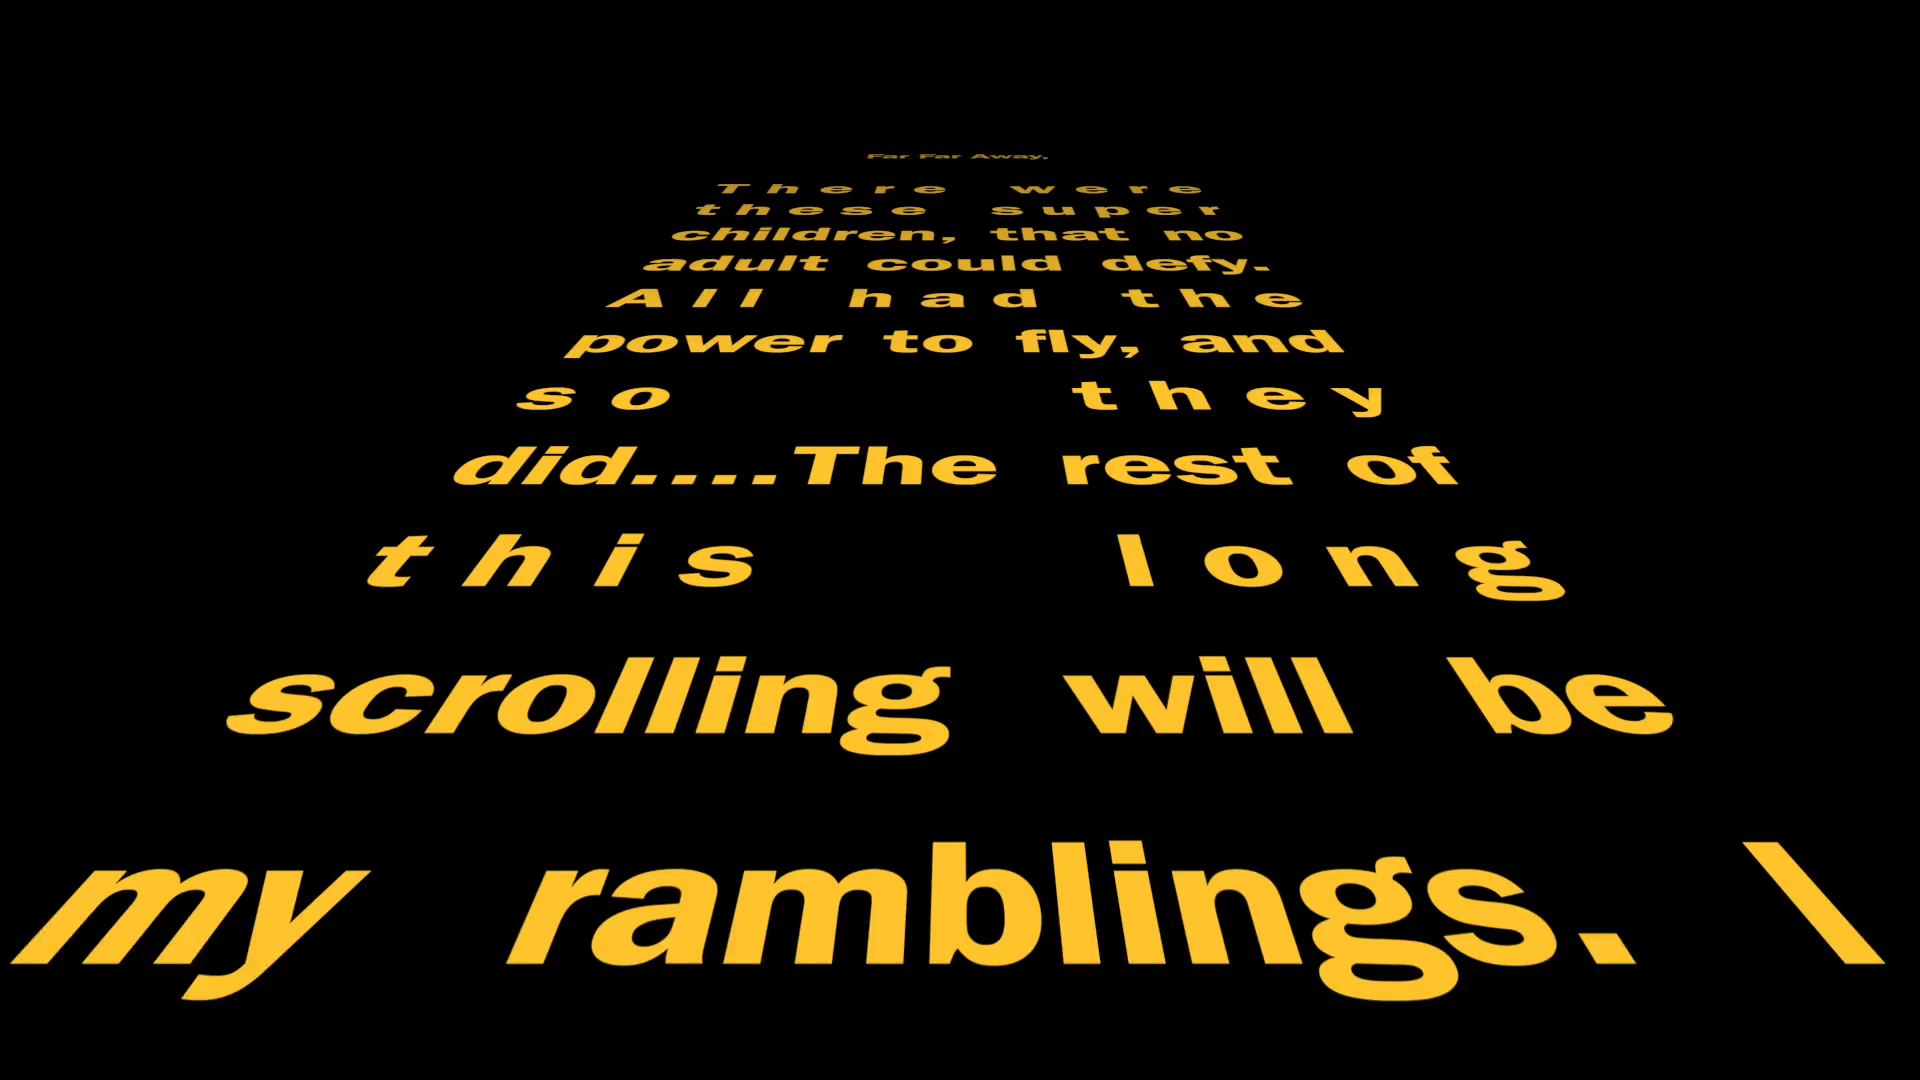 Far Far Away,
There were
these super
children, that no
adult could defy.
All had the
power to fly, and
so they
did....The rest of
this long
scrolling will be
my ramblings. \